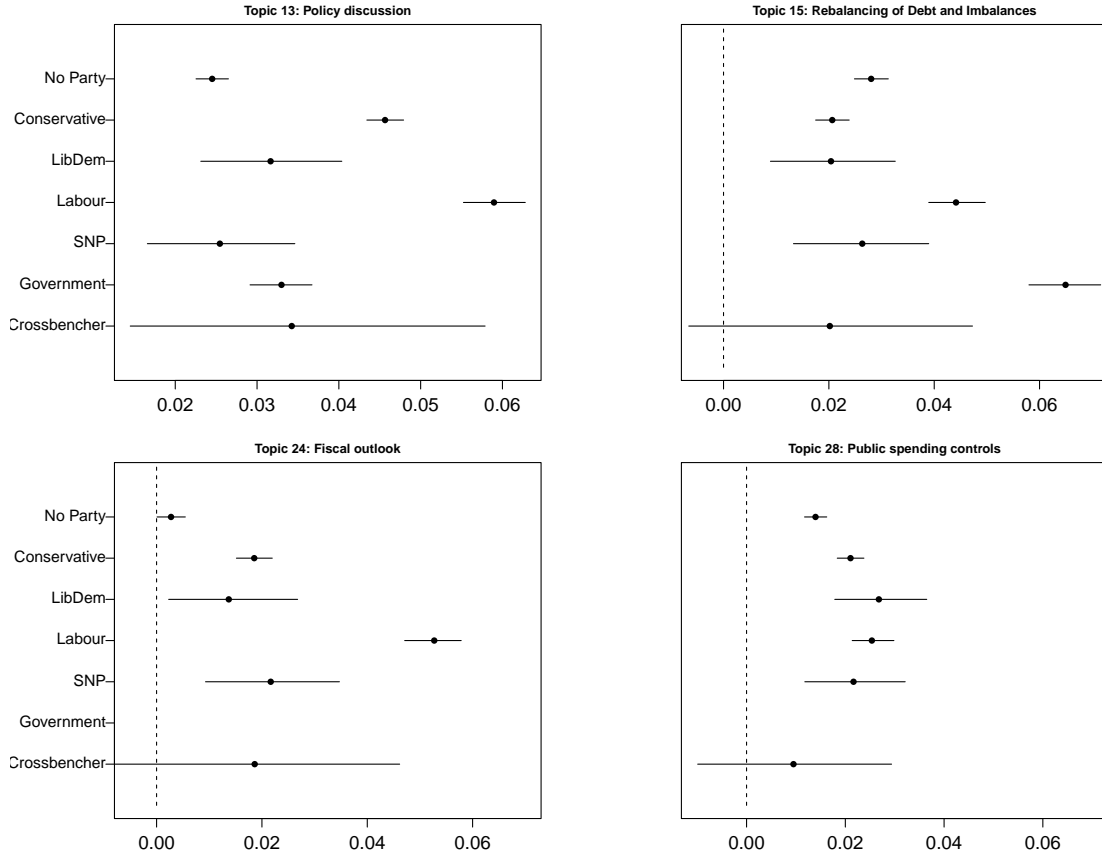 Topic 13: Policy discussion
No Party
Conservative
LibDem
Labour
SNP
Government
Crossbencher
0.02 0.03 0.04 0.05 0.06
Topic 15: Rebalancing of Debt and Imbalances
0.00 0.02 0.04 0.06
Topic 24: Fiscal outlook
No Party
Conservative
LibDem
Labour
SNP
Government
Crossbencher
0.00 0.02 0.04 0.06
Topic 28: Public spending controls
0.00 0.02 0.04 0.06